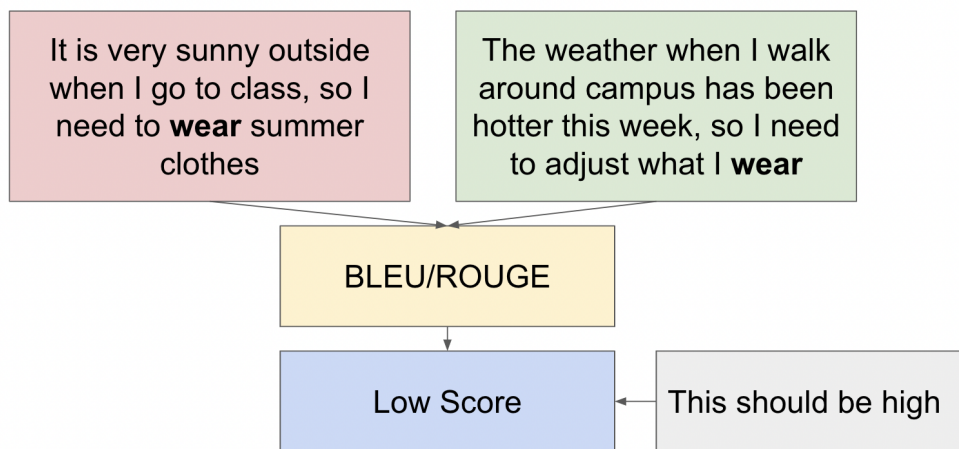 It is very sunny outside
when I go to class, so I
need to wear summer
clothes
The weather when I walk
around campus has been
hotter this week, so I need
to adjust what I wear
BLEU/ROUGE
Low Score
This should be high